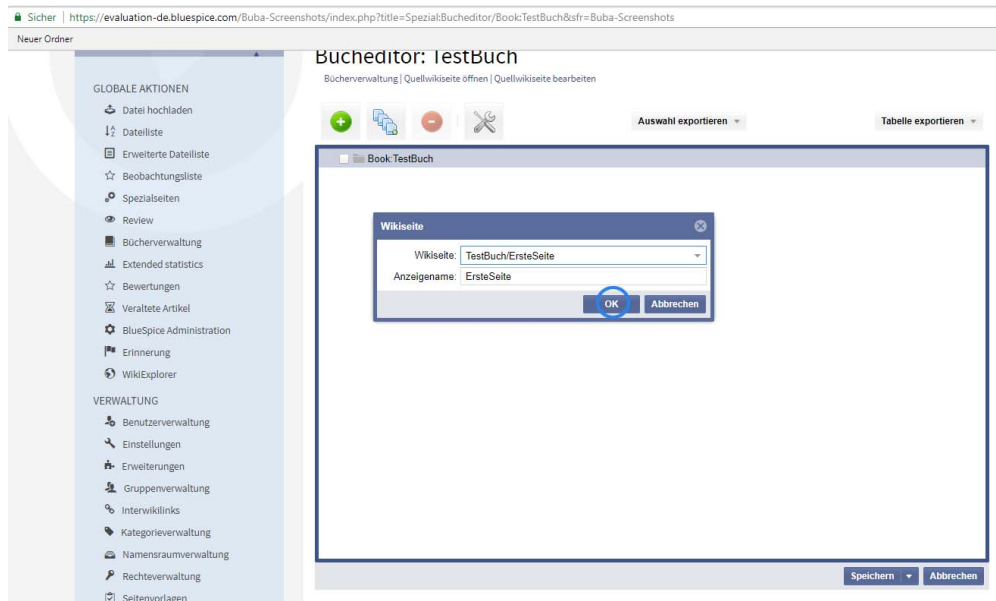 Sicher | https://evaluation-de.bluespice.com/Buba-Screenshots/index.php?title=Spezial:Bucheditor/Book:TestBuch&sfr=Buba-Screenshots
Neuer Ordner
GLOBALE AKTIONEN
Datei hochladen
Dateiliste
Erweiterte Dateiliste
Beobachtungsliste
Spezialseiten
Review
Bücherverwaltung
Extended statistics
Bewertungen
Veraltete Artikel
BlueSpice Administration
Erinnerung
WikiExplorer
VERWALTUNG
Benutzerverwaltung
Einstellungen
Erweiterungen
Gruppenverwaltung
Interwikilinks
Kategorieverwaltung
Namensraumverwaltung
Rechteverwaltung
Seitenvorlagen
Bucheditor: TestBuch
Bücherverwaltung | Quellwikiseite öffnen | Quellwikiseite bearbeiten
Auswahl exportieren
Tabelle exportieren
Book:TestBuch
Wikiseite
Wikiseite: TestBuch/ErsteSeite
Anzeigename: ErsteSeite
OK Abbrechen
Speichern Abbrechen